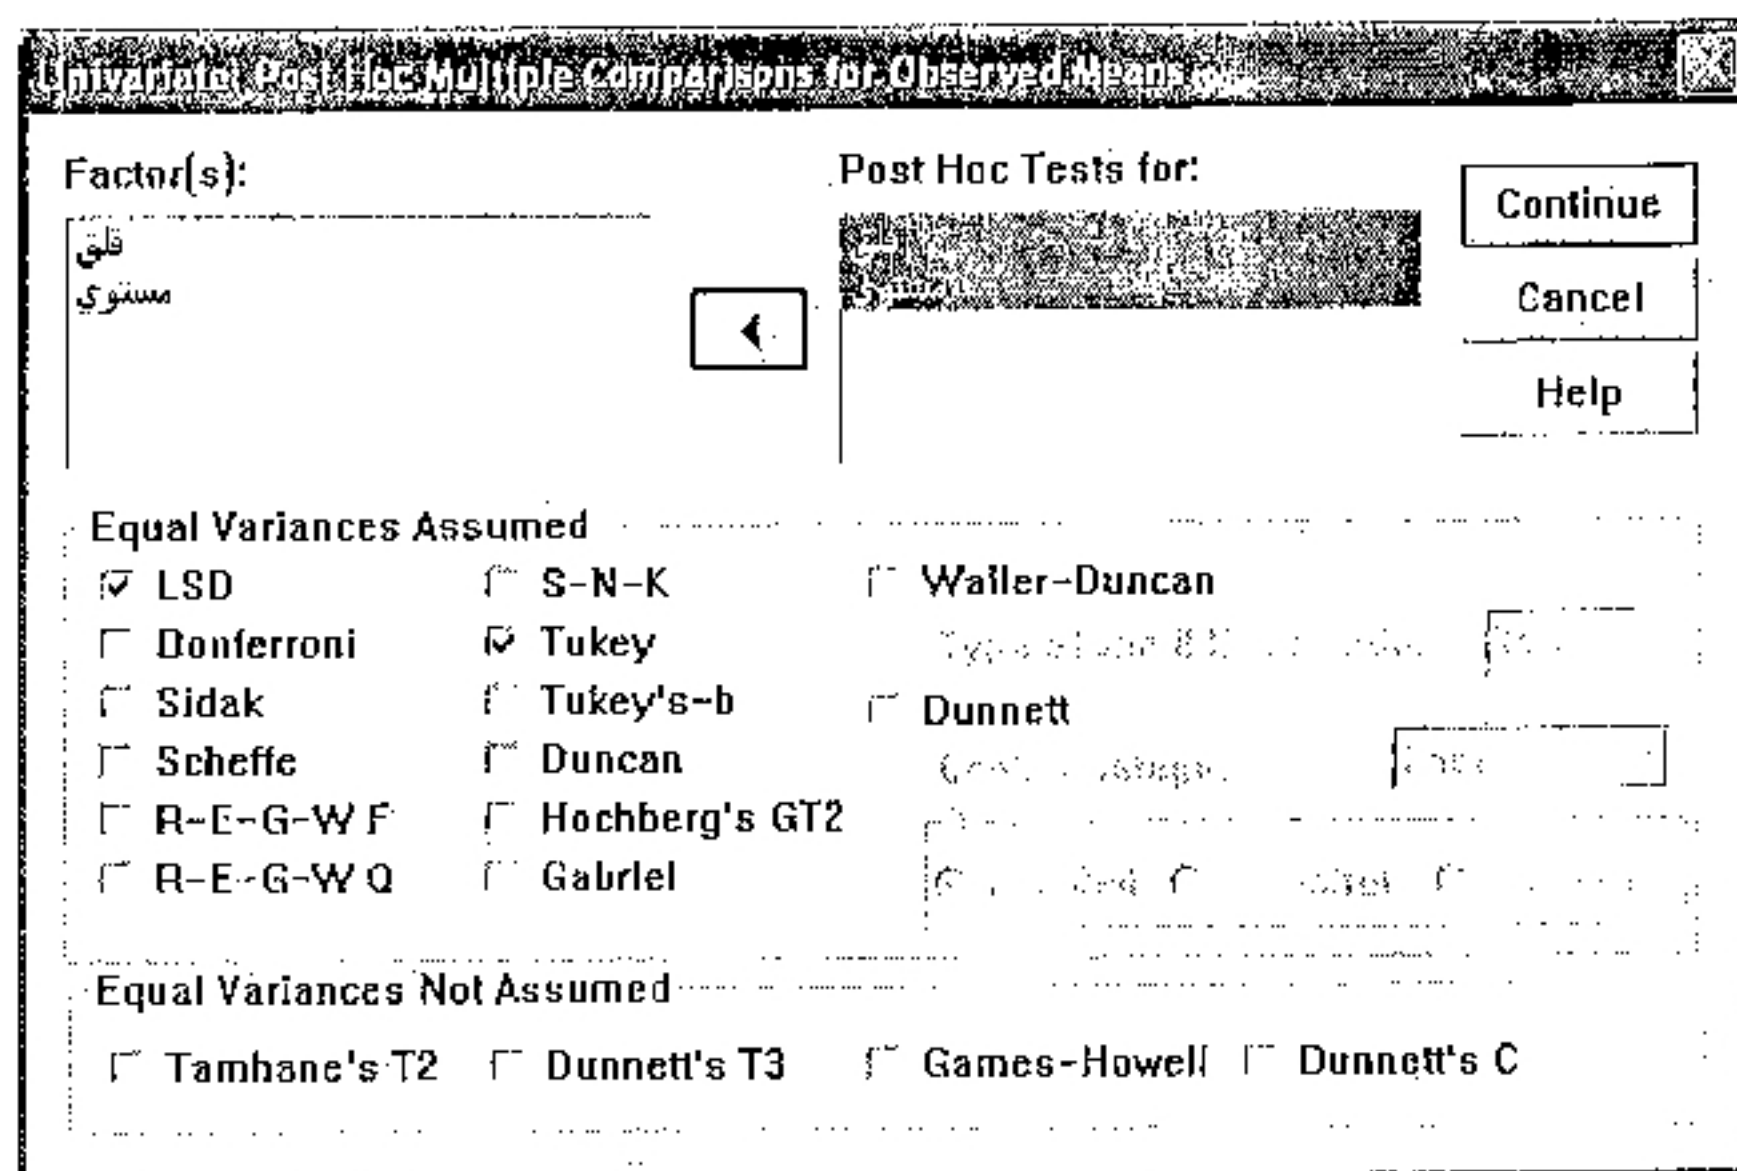 Univariate: Post Hoc Multiple Comparisons for Observed Means
Factor(s):
Post Hoc Tests for:
قلق
مستوي
Continue
Cancel
Help
Equal Variances Assumed
LSD
S-N-K
Waller-Duncan
Bonferroni
Tukey
Sidak
Tukey's-b
Dunnett
Scheffe
Duncan
R-E-G-W F
Hochberg's GT2
R-E-G-W Q
Gabriel
Equal Variances Not Assumed
Tamhane's T2
Dunnett's T3
Games-Howell
Dunnett's C